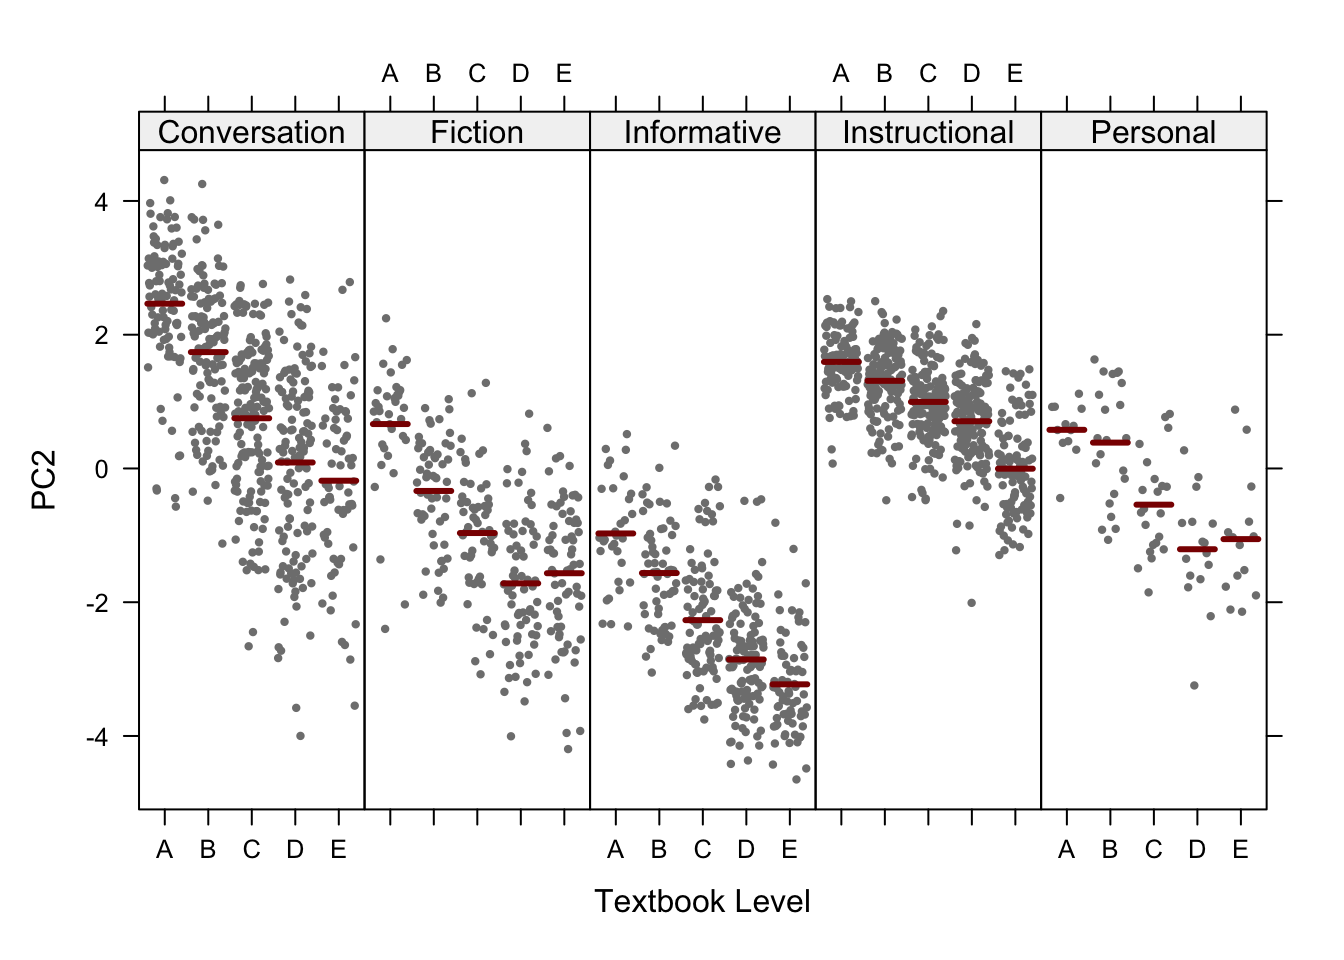 A B C D E A B C D E
Conversation Fiction Informative Instructional Personal
4
2
0
-2
-4
PC2
A B C D E A B C D E A B C D E
Textbook Level